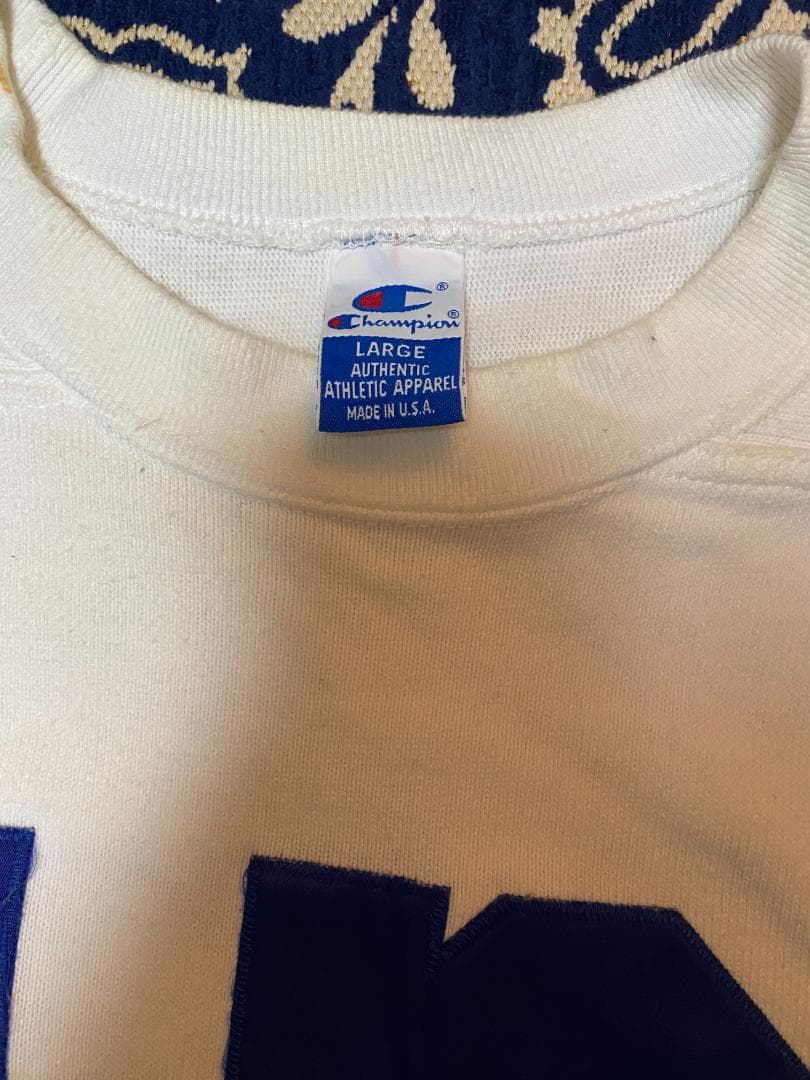 C®
Champion®
LARGE
AUTHENTIC
ATHLETIC APPAREL
MADE IN U.S.A.